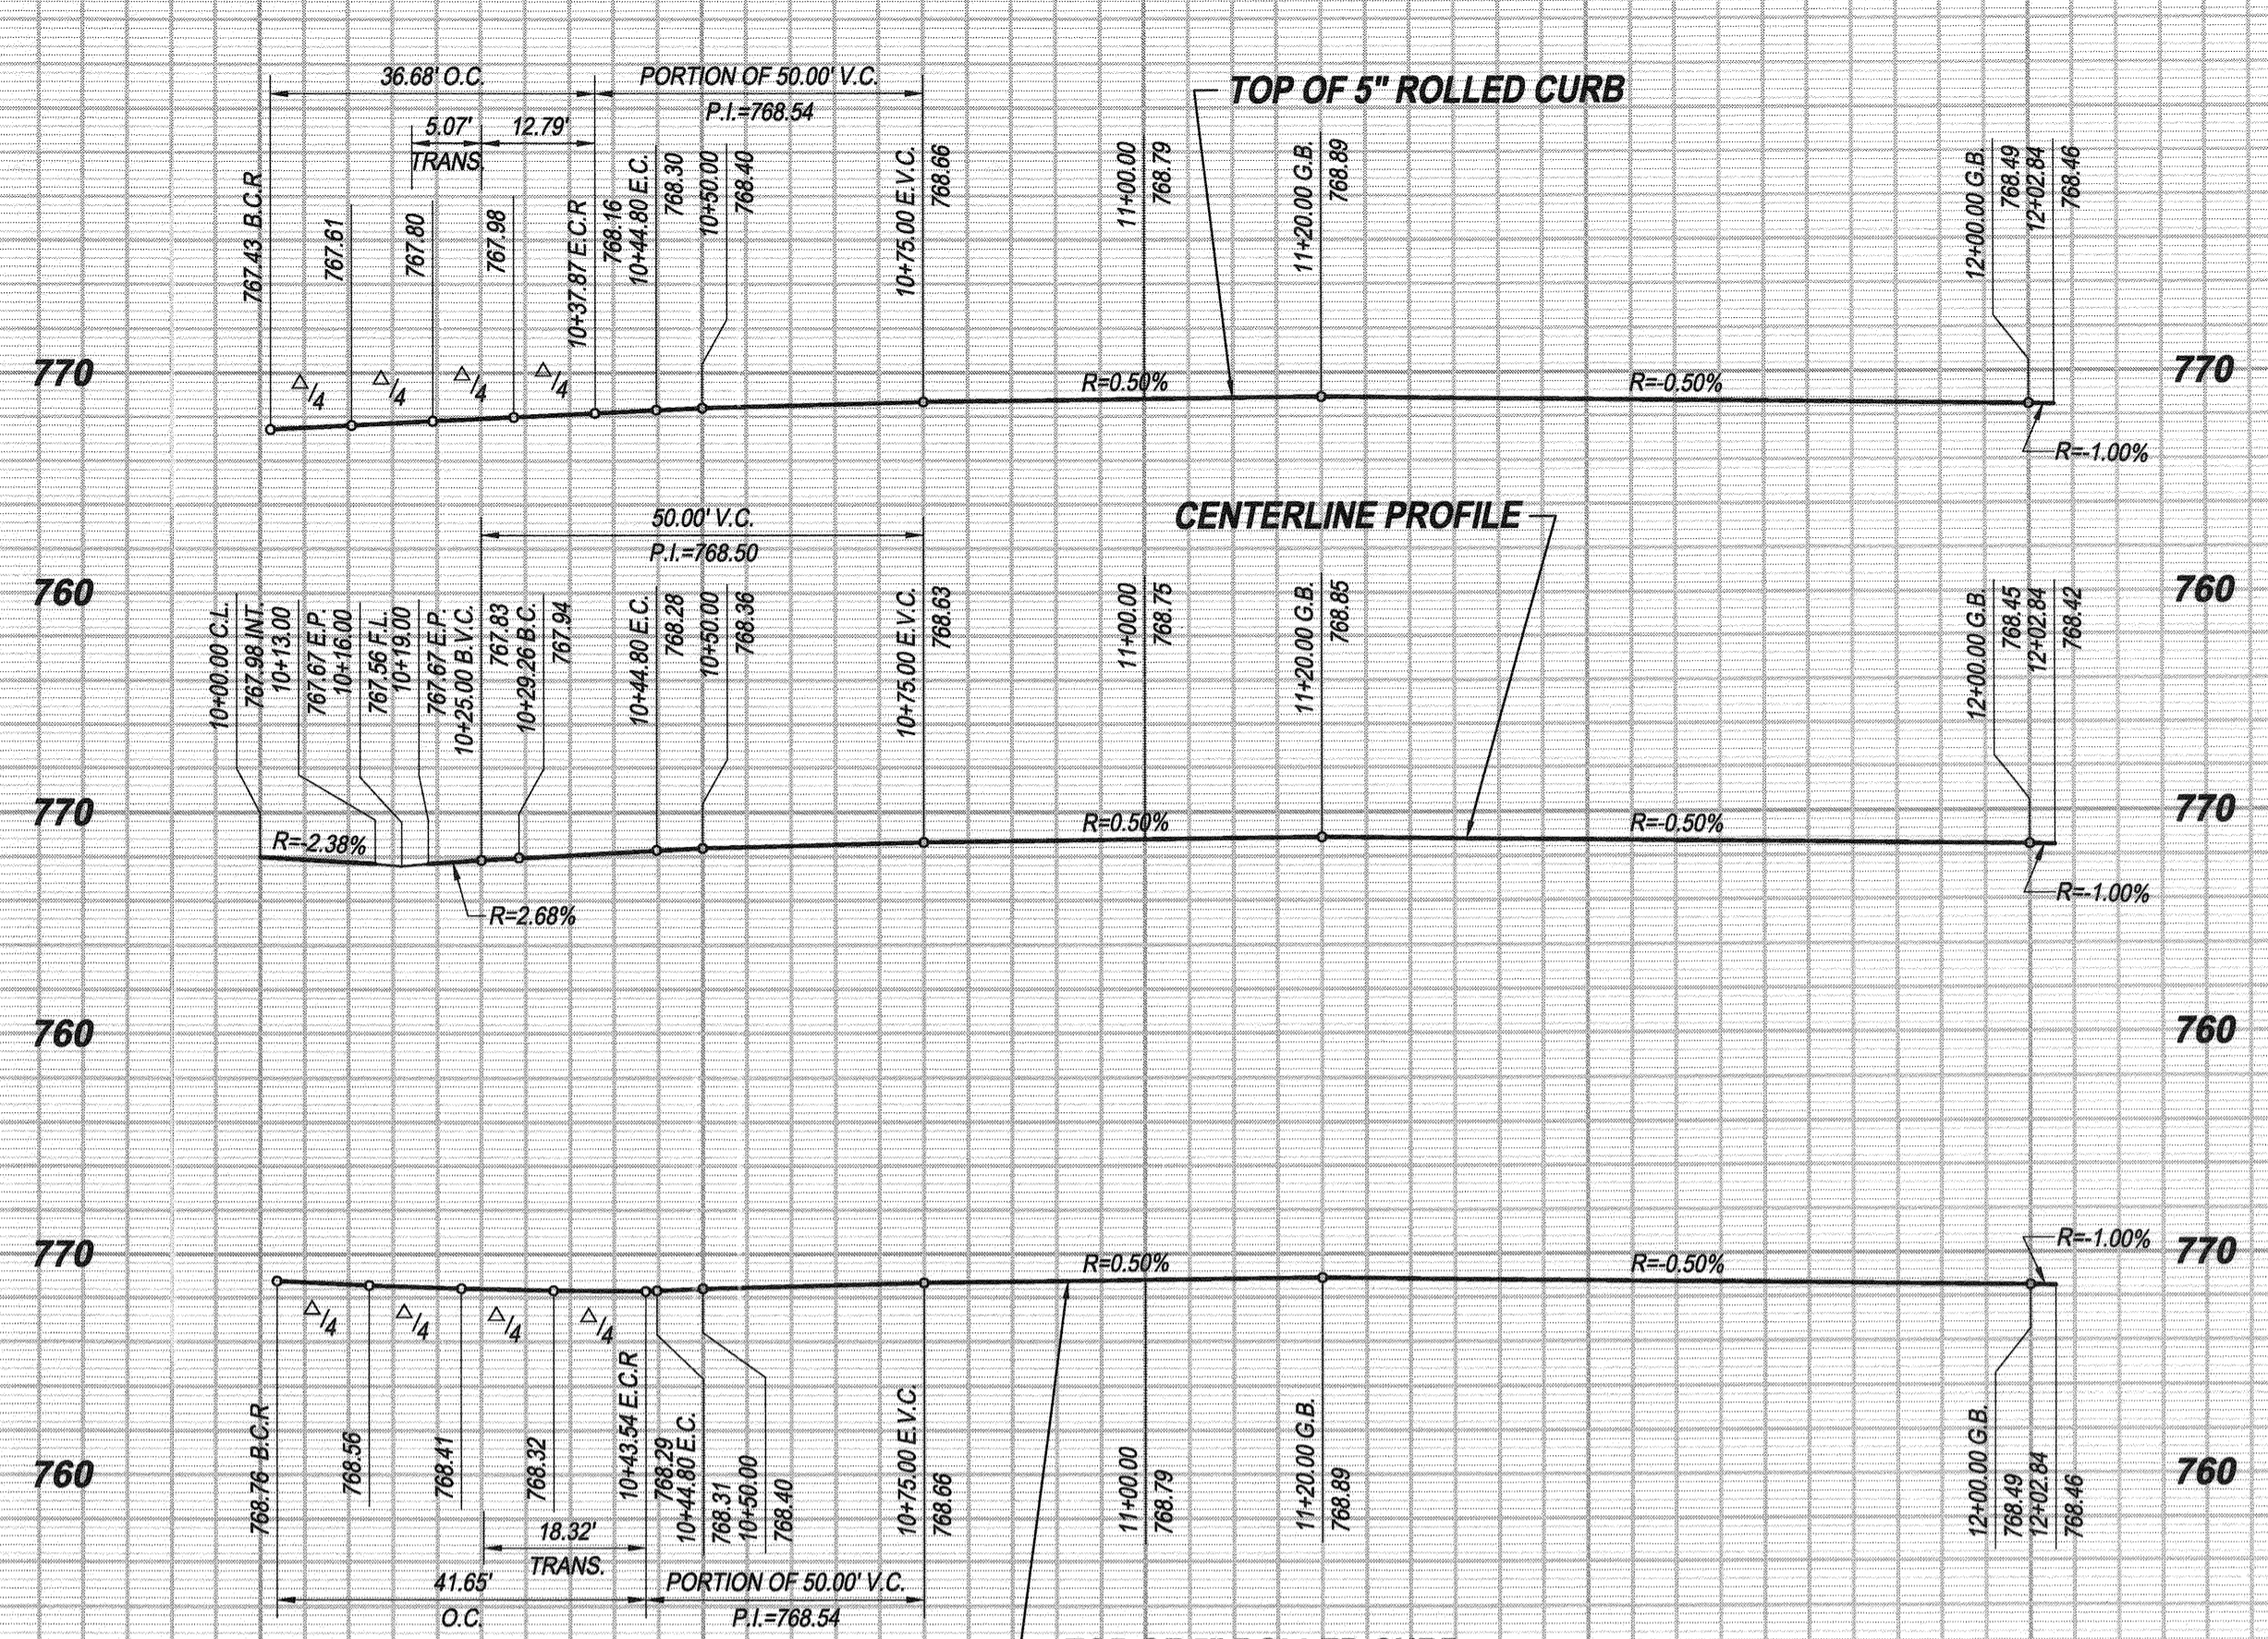 36.68' O.C.
PORTION OF 50.00' V.C.
P.I.=768.54
TOP OF 5" ROLLED CURB
5.07'
TRANS.
12.79'
767.43 B.C.R
767.61
767.80
767.98
10+37.87 E.C.R
768.16
10+44.80 E.C.
768.30
10+50.00
768.40
10+75.00 E.V.C.
768.66
11+00.00
768.79
11+20.00 G.B.
768.89
12+00.00 G.B.
768.49
12+02.84
768.46
770
△/4
△/4
△/4
△/4
R=0.50%
R=-0.50%
770
R=-1.00%
50.00' V.C.
P.I.=768.50
CENTERLINE PROFILE
760
760
10+00.00 C.L.
767.98 INT.
10+13.00
767.67 E.P.
10+16.00
767.56 F.L.
10+19.00
767.67 E.P.
10+25.00 B.V.C.
767.83
10+29.26 B.C.
767.94
10+44.80 E.C.
768.28
10+50.00
768.36
10+75.00 E.V.C.
768.63
11+00.00
768.75
11+20.00 G.B.
768.85
12+00.00 G.B.
768.45
12+02.84
768.42
770
R=-2.38%
R=0.50%
R=-0.50%
770
R=2.68%
R=-1.00%
760
760
770
R=0.50%
R=-0.50%
R=-1.00%
770
△/4
△/4
△/4
△/4
768.76 B.C.R
768.56
768.41
768.32
10+43.54 E.C.R
768.29
10+44.80 E.C.
768.31
10+50.00
768.40
10+75.00 E.V.C.
768.66
11+00.00
768.79
11+20.00 G.B.
768.89
12+00.00 G.B.
768.49
12+02.84
768.46
760
760
18.32'
TRANS.
41.65'
O.C.
PORTION OF 50.00' V.C.
P.I.=768.54